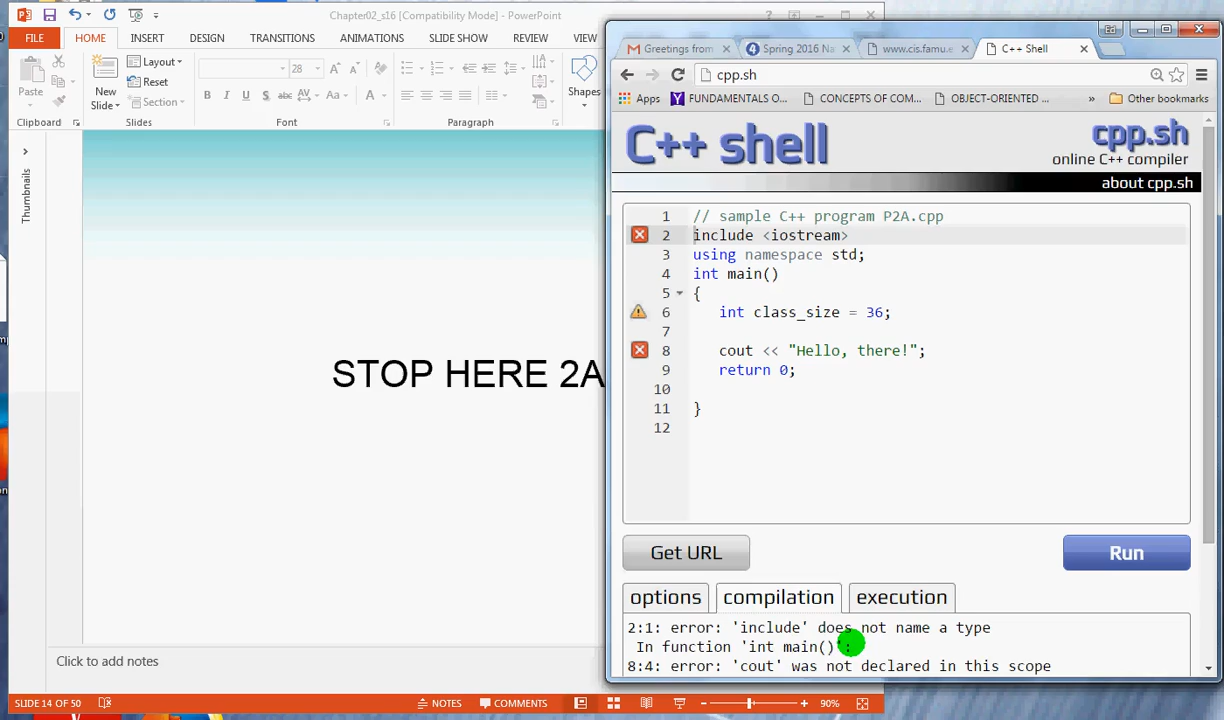 Chapter02_s16 [Compatibility Mode] - PowerPoint
FILE HOME INSERT DESIGN TRANSITIONS ANIMATIONS SLIDE SHOW REVIEW VIEW
Paste
New
Slide
Layout
Reset
Section
28
Shapes
Clipboard Slides Font Paragraph
Thumbnails
STOP HERE 2A
Click to add notes
SLIDE 14 OF 50 NOTES COMMENTS 90%
Greetings from
www.cis.famu.e
C++ Shell
cpp.sh
Apps FUNDAMENTALS O... CONCEPTS OF COM... OBJECT-ORIENTED ... » Other bookmarks
C++ shell
cpp.sh
online C++ compiler
about cpp.sh
1 // sample C++ program P2A.cpp
2 include <iostream>
3 using namespace std;
4 int main()
5 {
6 int class_size = 36;
7
8 cout << "Hello, there!";
9 return 0;
10
11 }
12
Get URL
Run
options compilation execution
2:1: error: 'include' does not name a type
In function 'int main()':
8:4: error: 'cout' was not declared in this scope